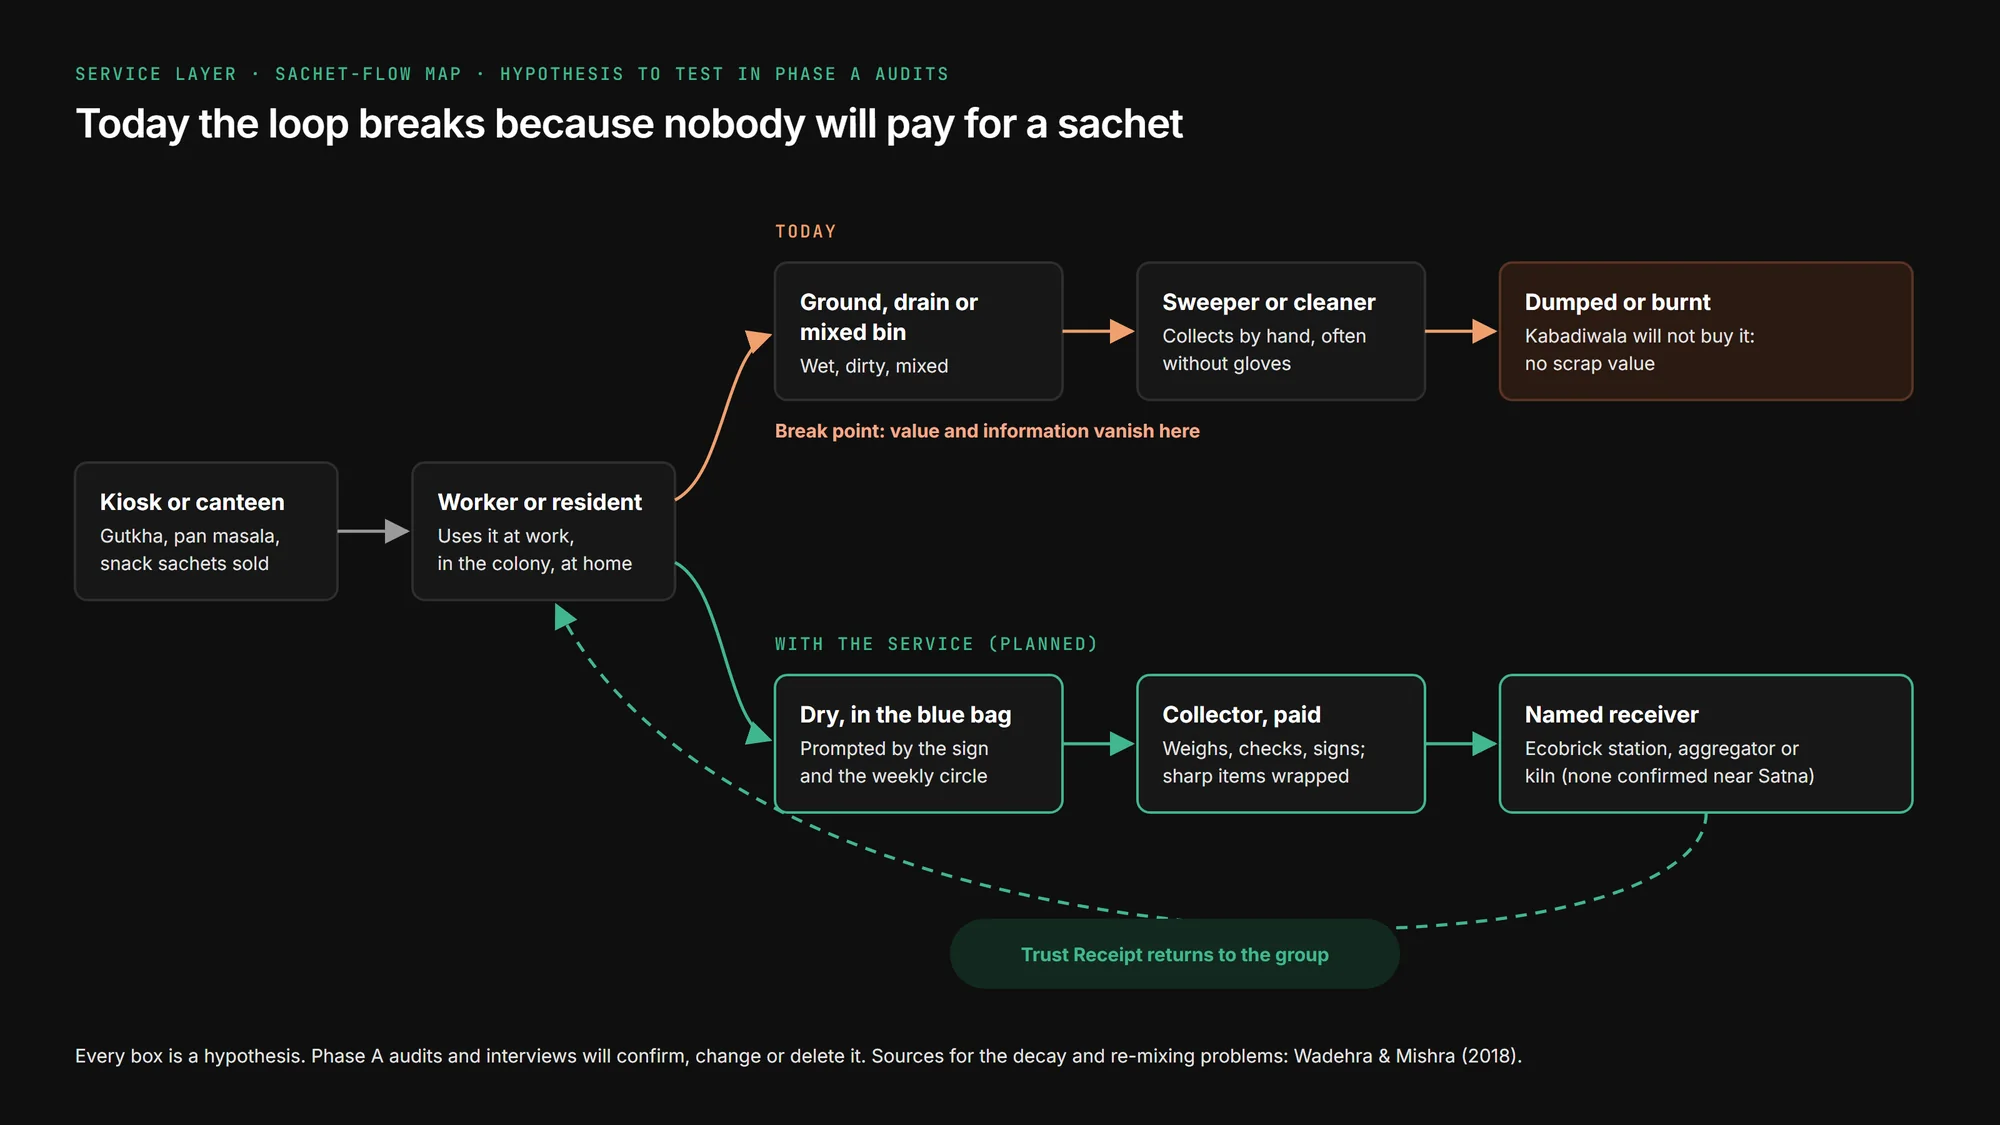 SERVICE LAYER · SACHET-FLOW MAP · HYPOTHESIS TO TEST IN PHASE A AUDITS
Today the loop breaks because nobody will pay for a sachet
TODAY
Ground, drain or
mixed bin
Wet, dirty, mixed
Sweeper or cleaner
Collects by hand, often
without gloves
Dumped or burnt
Kabadiwala will not buy it:
no scrap value
Break point: value and information vanish here
Kiosk or canteen
Gutkha, pan masala,
snack sachets sold
Worker or resident
Uses it at work,
in the colony, at home
WITH THE SERVICE (PLANNED)
Dry, in the blue bag
Prompted by the sign
and the weekly circle
Collector, paid
Weighs, checks, signs;
sharp items wrapped
Named receiver
Ecobrick station, aggregator or
kiln (none confirmed near Satna)
Trust Receipt returns to the group
Every box is a hypothesis. Phase A audits and interviews will confirm, change or delete it. Sources for the decay and re-mixing problems: Wadehra & Mishra (2018).